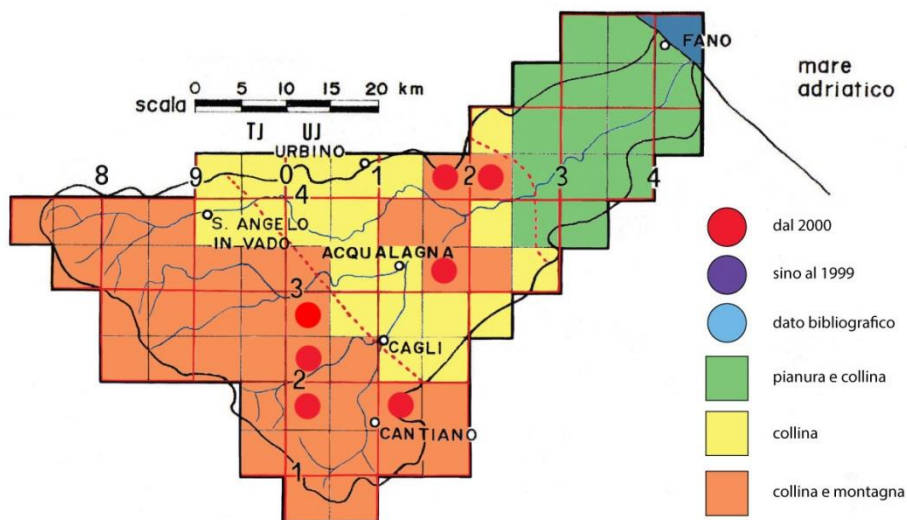 FANO
mare
adriatico
0 5 10 15 20 km
scala
TJ UJ
URBINO
8 9 0 1 2 3 4
4
S. ANGELO
IN VADO
ACQUALAGNA
3
CAGLI
2
CANTIANO
1
dal 2000
sino al 1999
dato bibliografico
pianura e collina
collina
collina e montagna